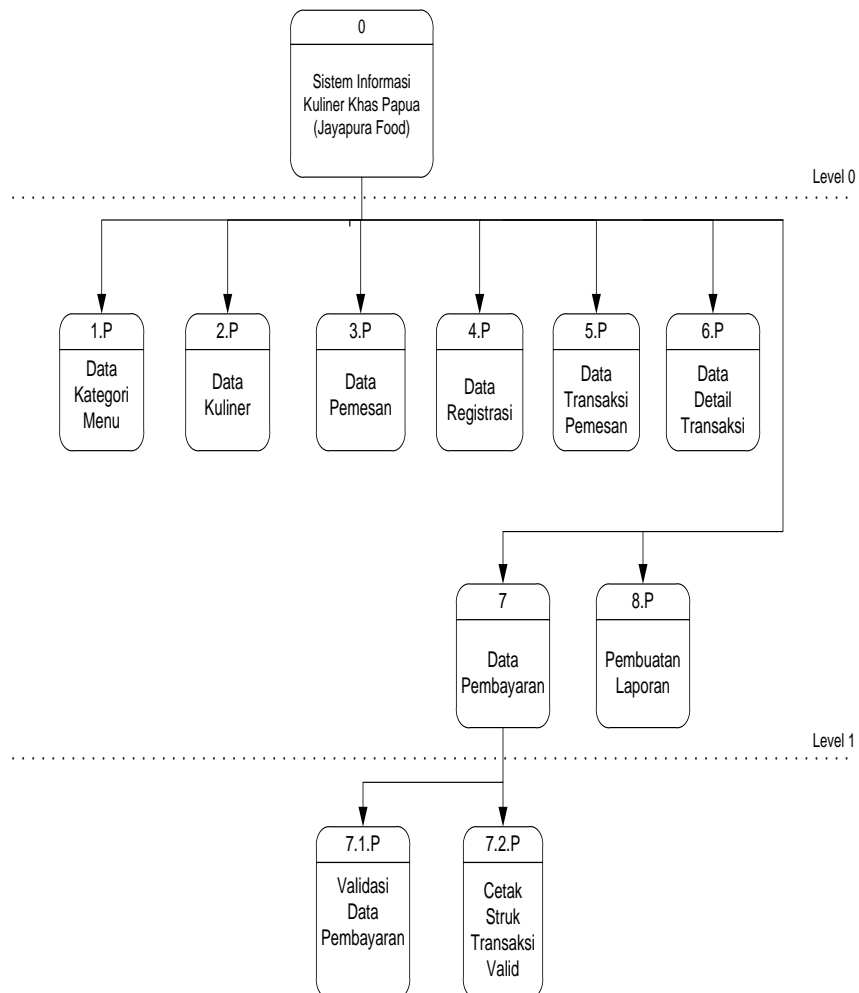 0
Sistem Informasi
Kuliner Khas Papua
(Jayapura Food)
Level 0
1.P
Data
Kategori
Menu
2.P
Data
Kuliner
3.P
Data
Pemesan
4.P
Data
Registrasi
5.P
Data
Transaksi
Pemesan
6.P
Data
Detail
Transaksi
7
Data
Pembayaran
8.P
Pembuatan
Laporan
Level 1
7.1.P
Validasi
Data
Pembayaran
7.2.P
Cetak
Struk
Transaksi
Valid